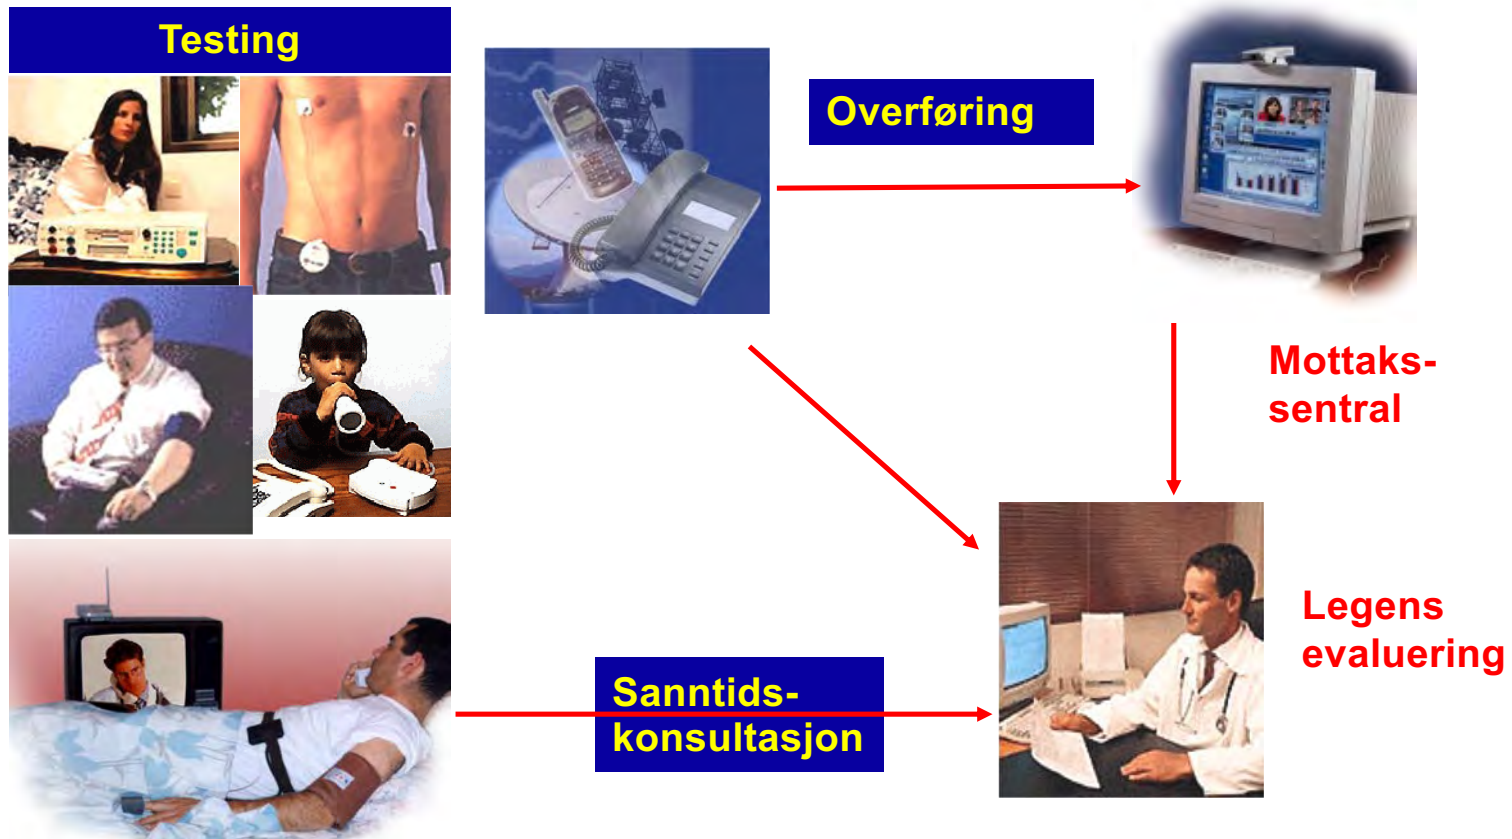 Testing
Overføring
Mottaks-
sentral
Legens
evaluering
Sanntids-
konsultasjon